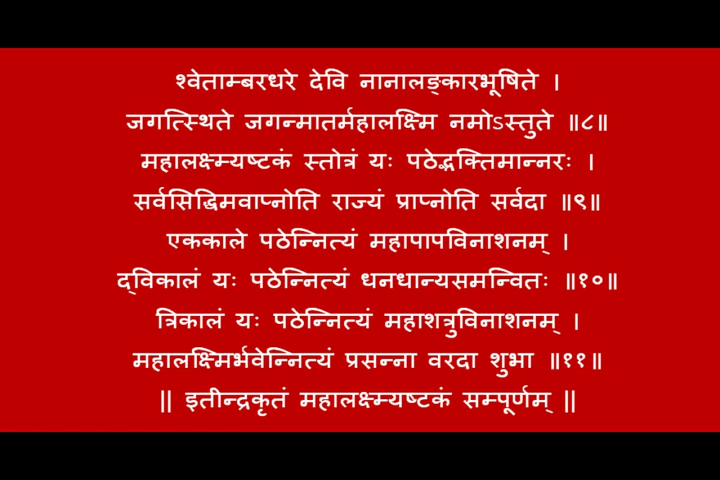 श्वेताम्बरधरे देवि नानालङ्कारभूषिते ।
जगत्स्थिते जगन्मातर्महालक्ष्मि नमोऽस्तुते ॥८॥
महालक्ष्म्यष्टकं स्तोत्रं यः पठेद्भक्तिमान्नरः ।
सर्वसिद्धिमवाप्नोति राज्यं प्राप्नोति सर्वदा ॥९॥
एककाले पठेन्नित्यं महापापविनाशनम् ।
द्‌विकालं यः पठेन्नित्यं धनधान्यसमन्वितः ॥१०॥
त्रिकालं यः पठेन्नित्यं महाशत्रुविनाशनम् ।
महालक्ष्मिर्भवेन्नित्यं प्रसन्ना वरदा शुभा ॥११॥
|| इतीन्द्रकृतं महालक्ष्म्यष्टकं सम्पूर्णम् ||